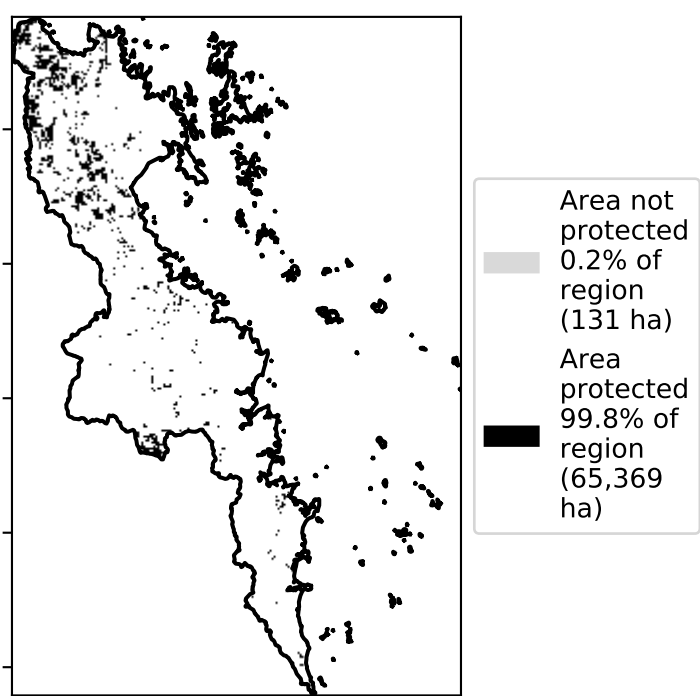 Area not
protected
0.2% of
region
(131 ha)
Area
protected
99.8% of
region
(65,369
ha)